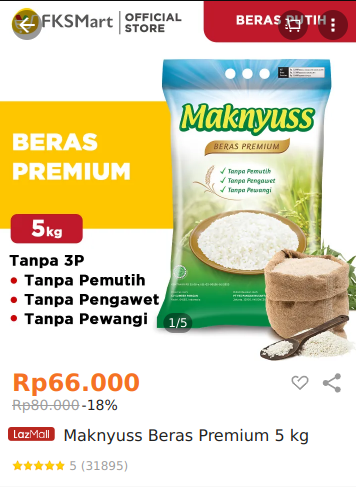 FKSMart
OFFICIAL
STORE
BERAS PUTIH
BERAS
PREMIUM
5kg
Tanpa 3P
• Tanpa Pemutih
• Tanpa Pengawet
• Tanpa Pewangi
Maknyuss
BERAS PREMIUM
✓ Tanpa Pemutih
✓ Tanpa Pengawet
✓ Tanpa Pewangi
1/5
Rp66.000
Rp80.000 -18%
LazMall Maknyuss Beras Premium 5 kg
5 (31895)